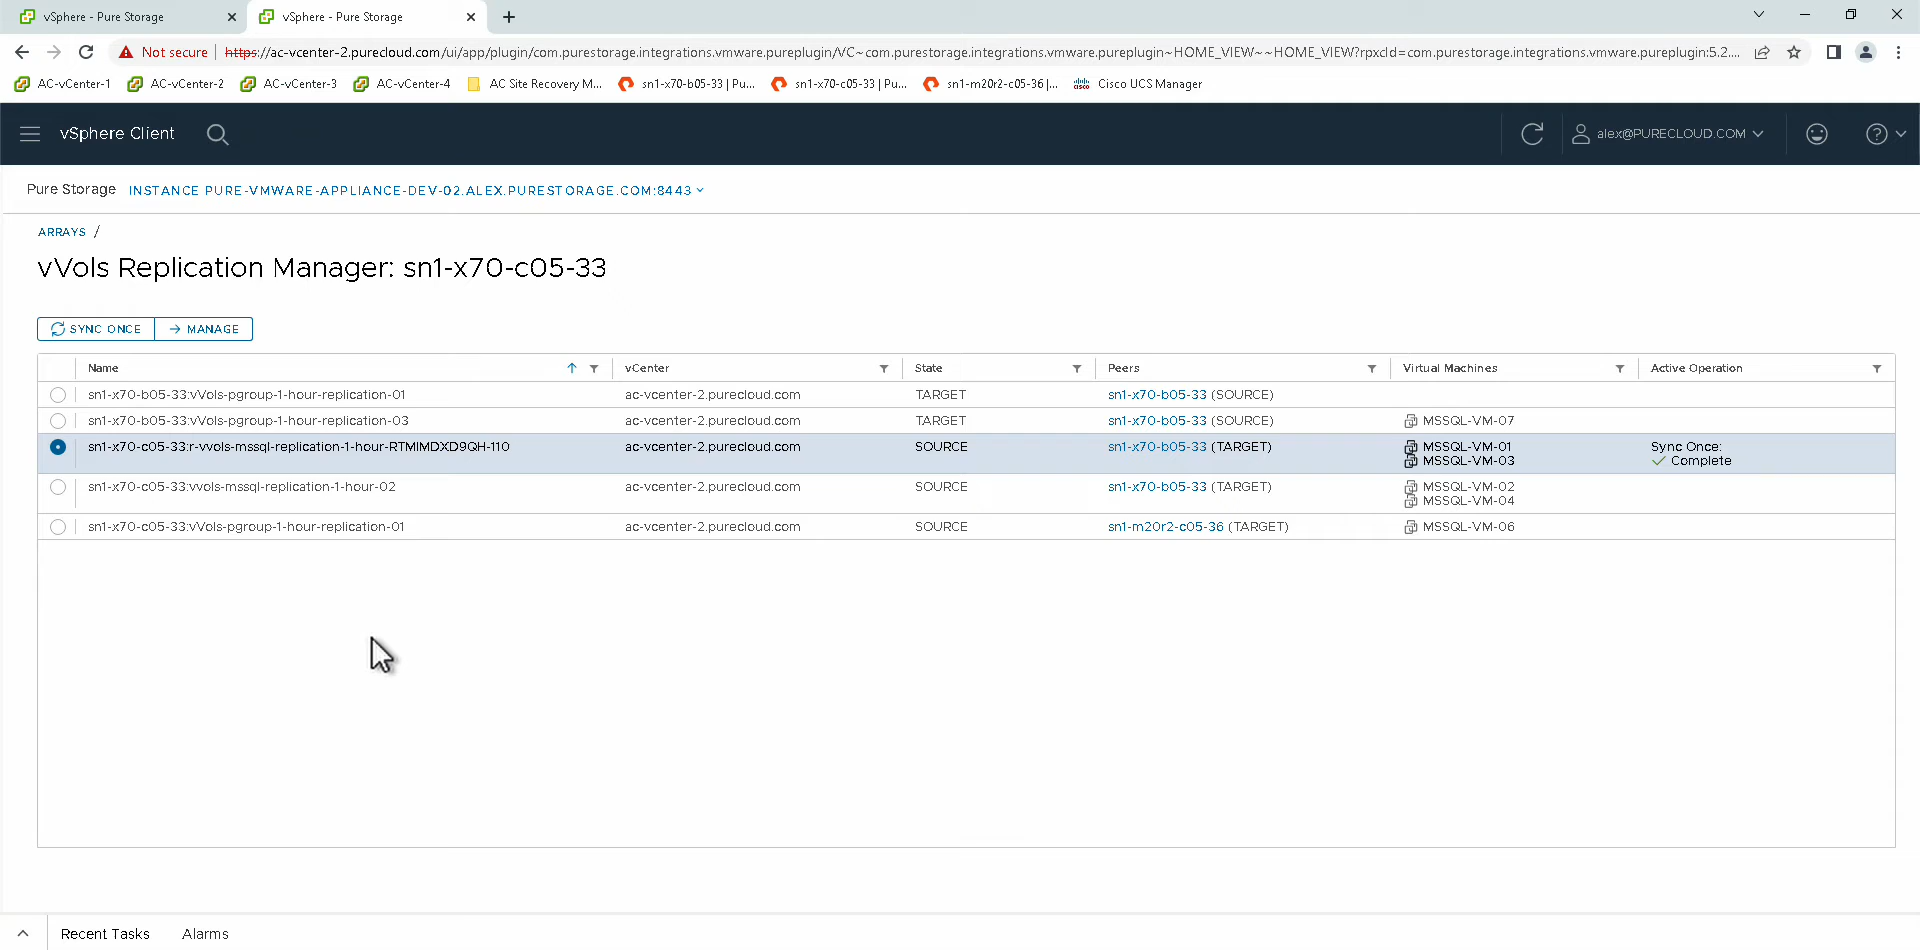 vSphere - Pure Storage
vSphere - Pure Storage
Not secure | https://ac-vcenter-2.purecloud.com/ui/app/plugin/com.purestorage.integrations.vmware.pureplugin/VC~com.purestorage.integrations.vmware.pureplugin~HOME_VIEW~~HOME_VIEW?rpxcId=com.purestorage.integrations.vmware.pureplugin:5.2....
AC-vCenter-1 AC-vCenter-2 AC-vCenter-3 AC-vCenter-4 AC Site Recovery M... sn1-x70-b05-33 | Pu... sn1-x70-c05-33 | Pu... sn1-m20r2-c05-36 |... Cisco UCS Manager
vSphere Client alex@PURECLOUD.COM
Pure Storage INSTANCE PURE-VMWARE-APPLIANCE-DEV-02.ALEX.PURESTORAGE.COM:8443
ARRAYS /
vVols Replication Manager: sn1-x70-c05-33
SYNC ONCE MANAGE
Name vCenter State Peers Virtual Machines Active Operation
sn1-x70-b05-33:vVols-pgroup-1-hour-replication-01 ac-vcenter-2.purecloud.com TARGET sn1-x70-b05-33 (SOURCE)
sn1-x70-b05-33:vVols-pgroup-1-hour-replication-03 ac-vcenter-2.purecloud.com TARGET sn1-x70-b05-33 (SOURCE) MSSQL-VM-07
sn1-x70-c05-33:r-vvols-mssql-replication-1-hour-RTMIMDXD9QH-110 ac-vcenter-2.purecloud.com SOURCE sn1-x70-b05-33 (TARGET) MSSQL-VM-01 Sync Once:
MSSQL-VM-03 Complete
sn1-x70-c05-33:vvols-mssql-replication-1-hour-02 ac-vcenter-2.purecloud.com SOURCE sn1-x70-b05-33 (TARGET) MSSQL-VM-02
MSSQL-VM-04
sn1-x70-c05-33:vVols-pgroup-1-hour-replication-01 ac-vcenter-2.purecloud.com SOURCE sn1-m20r2-c05-36 (TARGET) MSSQL-VM-06
Recent Tasks Alarms